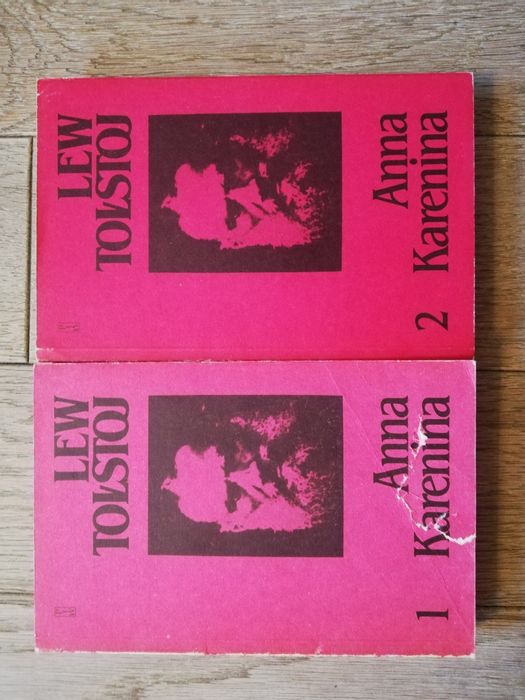 LEW
TOŁSTOJ
Anna
1 Karenina
LEW
TOŁSTOJ
Anna
2 Karenina